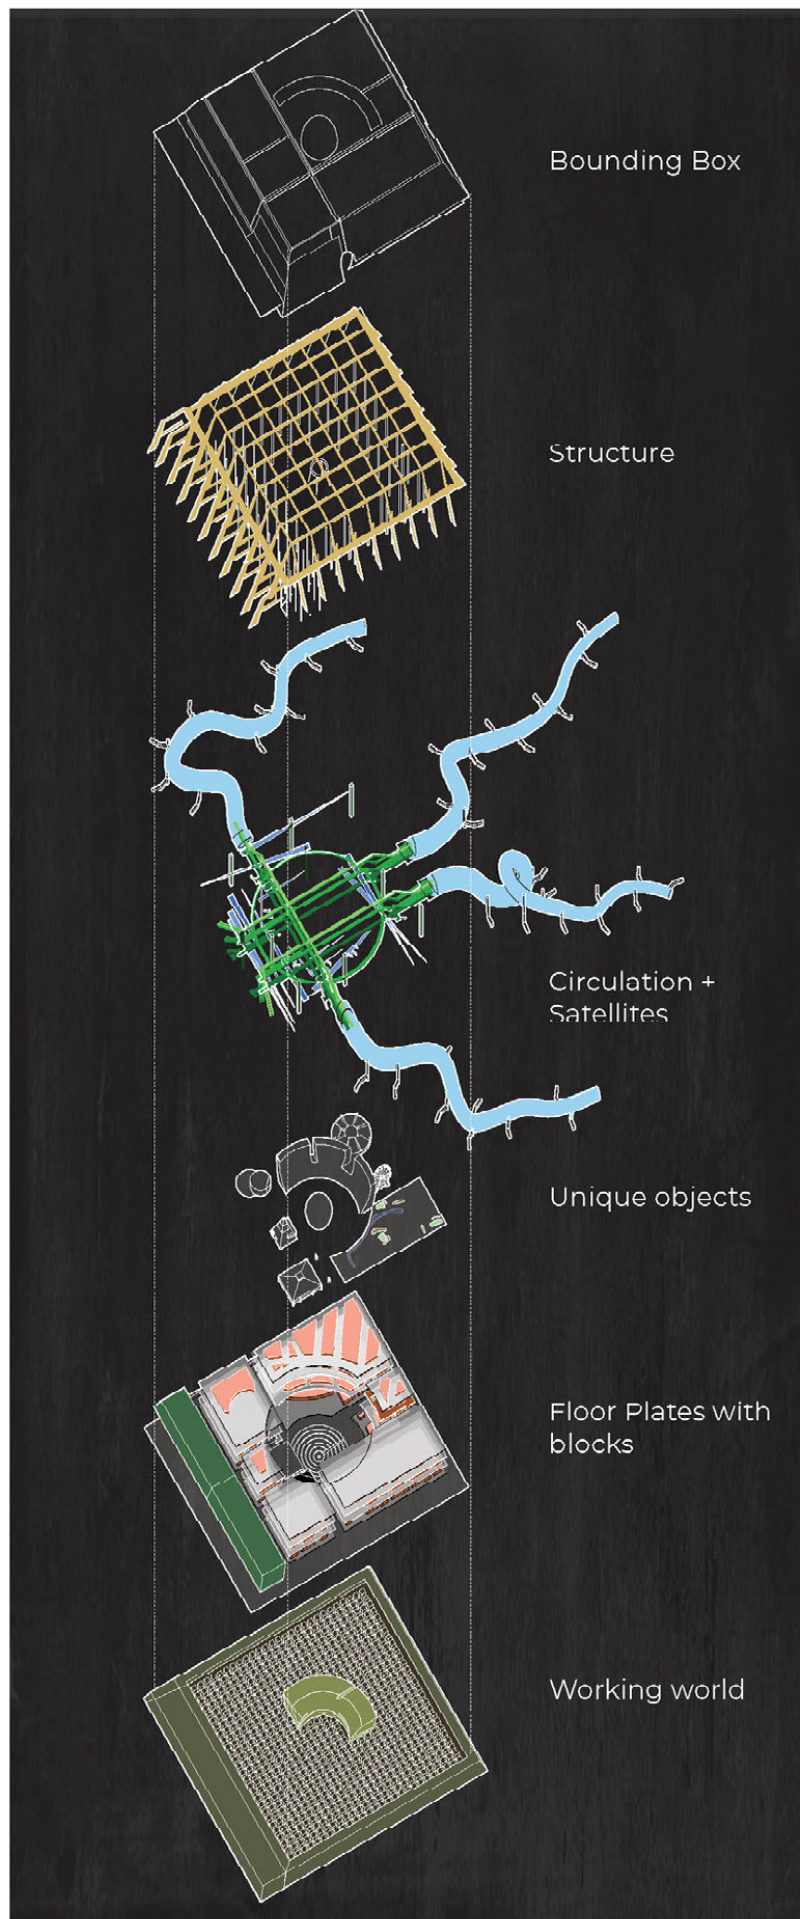 Bounding Box
Structure
Circulation +
Satellites
Unique objects
Floor Plates with
blocks
Working world